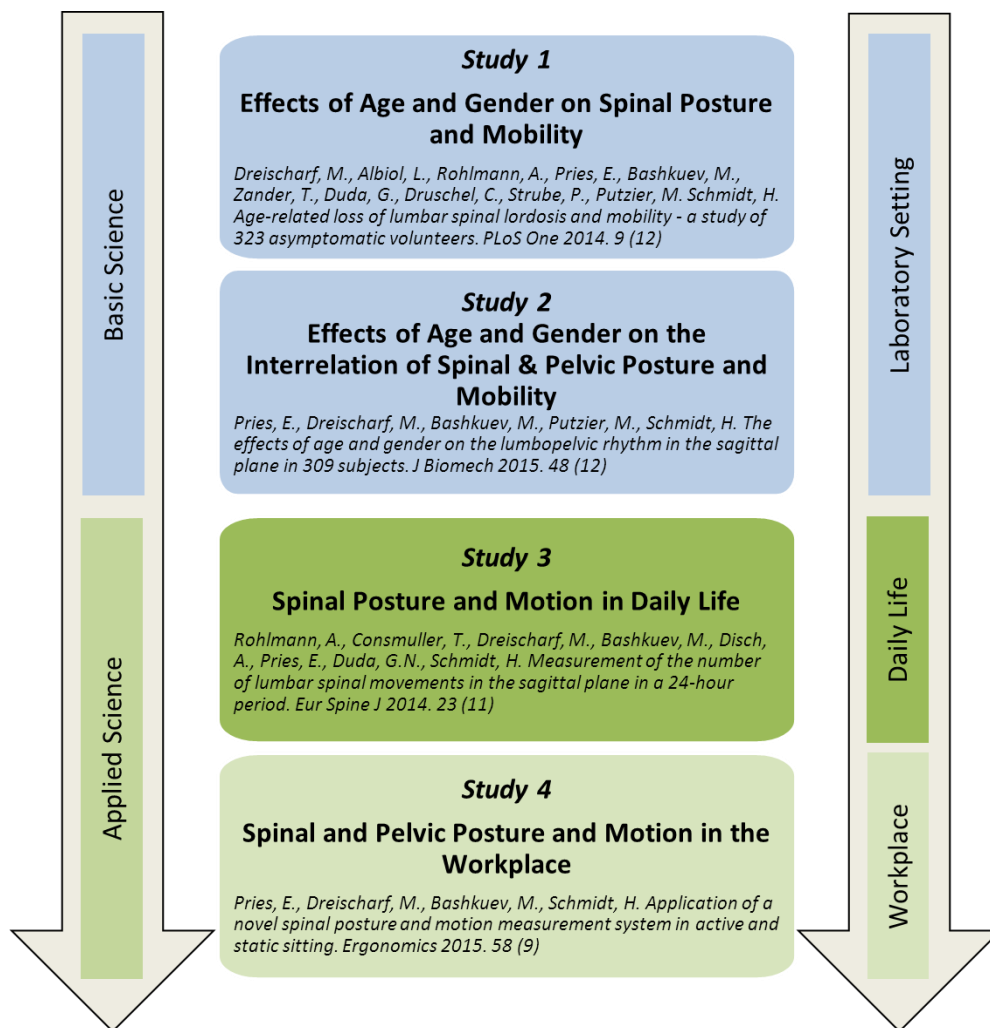 Basic Science
Applied Science
Study 1
Effects of Age and Gender on Spinal Posture
and Mobility
Dreischarf, M., Albiol, L., Rohlmann, A., Pries, E., Bashkuev, M.,
Zander, T., Duda, G., Druschel, C., Strube, P., Putzier, M. Schmidt, H.
Age-related loss of lumbar spinal lordosis and mobility - a study of
323 asymptomatic volunteers. PLoS One 2014. 9 (12)
Study 2
Effects of Age and Gender on the
Interrelation of Spinal & Pelvic Posture and
Mobility
Pries, E., Dreischarf, M., Bashkuev, M., Putzier, M., Schmidt, H. The
effects of age and gender on the lumbopelvic rhythm in the sagittal
plane in 309 subjects. J Biomech 2015. 48 (12)
Study 3
Spinal Posture and Motion in Daily Life
Rohlmann, A., Consmuller, T., Dreischarf, M., Bashkuev, M., Disch,
A., Pries, E., Duda, G.N., Schmidt, H. Measurement of the number
of lumbar spinal movements in the sagittal plane in a 24-hour
period. Eur Spine J 2014. 23 (11)
Study 4
Spinal and Pelvic Posture and Motion in the
Workplace
Pries, E., Dreischarf, M., Bashkuev, M., Schmidt, H. Application of a
novel spinal posture and motion measurement system in active and
static sitting. Ergonomics 2015. 58 (9)
Laboratory Setting
Daily Life
Workplace